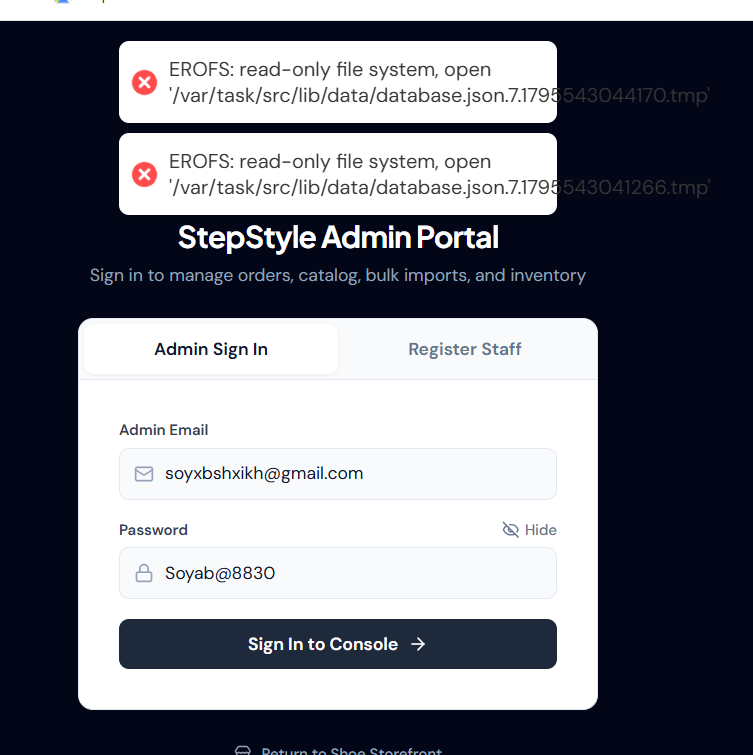 EROFS: read-only file system, open
'/var/task/src/lib/data/database.json.7.1795543044170.tmp'
EROFS: read-only file system, open
'/var/task/src/lib/data/database.json.7.1795543041266.tmp'
StepStyle Admin Portal
Sign in to manage orders, catalog, bulk imports, and inventory
Admin Sign In
Register Staff
Admin Email
soyxbshxikh@gmail.com
Password
Hide
Soyab@8830
Sign In to Console →
Return to Shoe Storefront